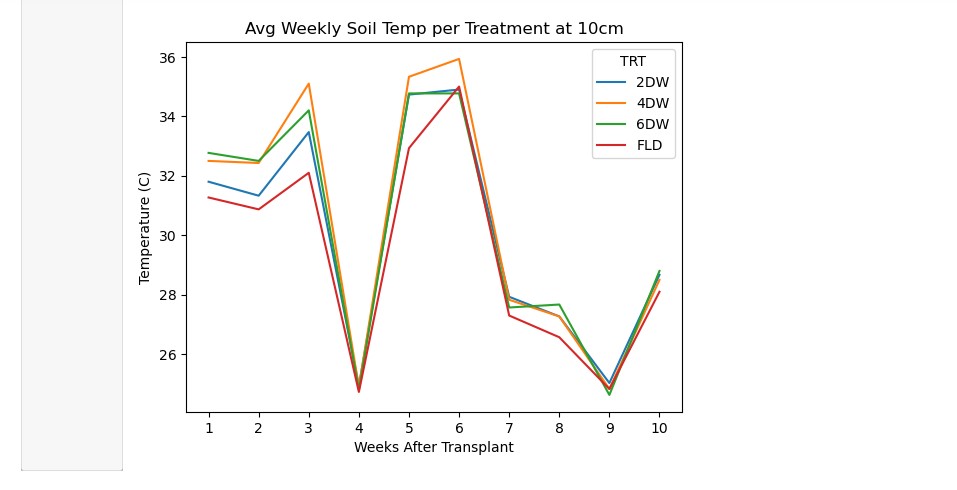 Avg Weekly Soil Temp per Treatment at 10cm
36
34
32
30
28
26
Temperature (C)
TRT
2DW
4DW
6DW
FLD
1 2 3 4 5 6 7 8 9 10
Weeks After Transplant